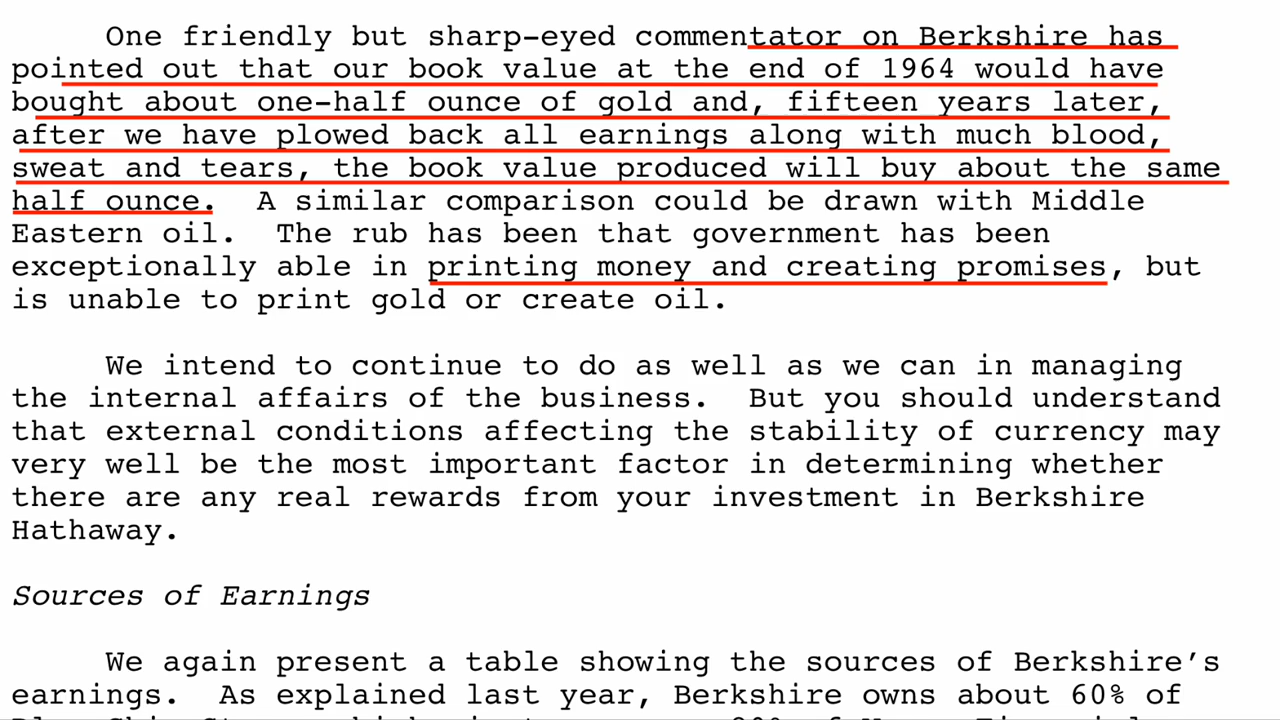 One friendly but sharp-eyed commentator on Berkshire has
pointed out that our book value at the end of 1964 would have
bought about one-half ounce of gold and, fifteen years later,
after we have plowed back all earnings along with much blood,
sweat and tears, the book value produced will buy about the same
half ounce. A similar comparison could be drawn with Middle
Eastern oil. The rub has been that government has been
exceptionally able in printing money and creating promises, but
is unable to print gold or create oil.
We intend to continue to do as well as we can in managing
the internal affairs of the business. But you should understand
that external conditions affecting the stability of currency may
very well be the most important factor in determining whether
there are any real rewards from your investment in Berkshire
Hathaway.
Sources of Earnings
We again present a table showing the sources of Berkshire’s
earnings. As explained last year, Berkshire owns about 60% of